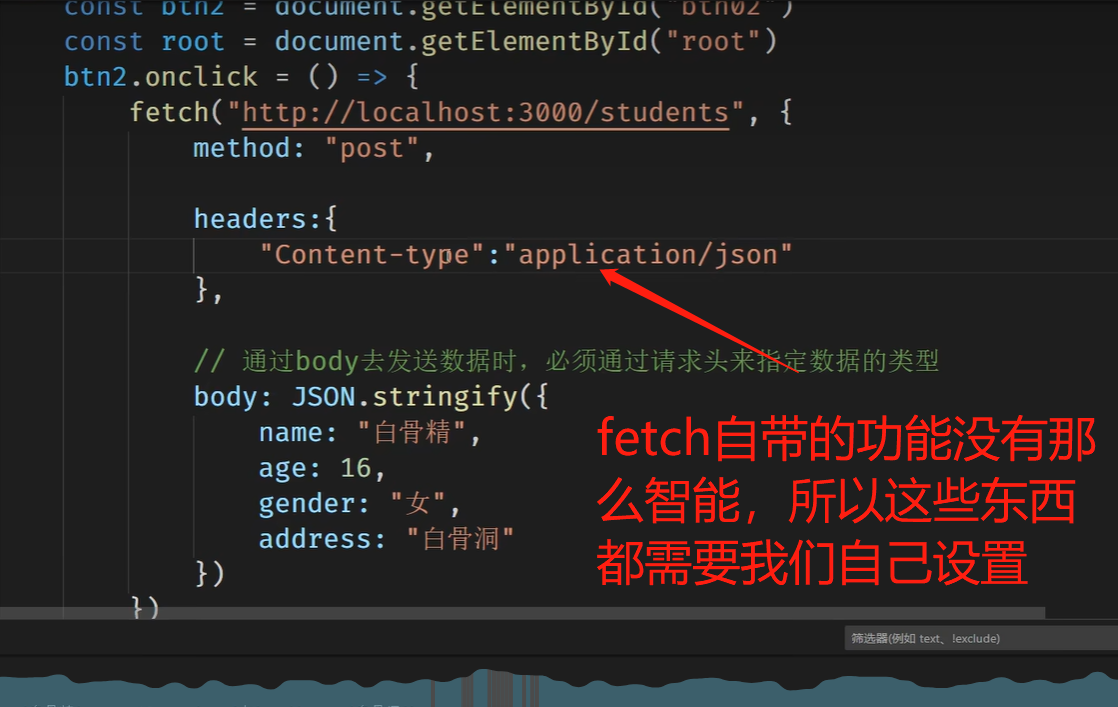 const btn2 = document.getElementById("btn02")
const root = document.getElementById("root")
btn2.onclick = () => {
fetch("http://localhost:3000/students", {
method: "post",
headers:{
"Content-type":"application/json"
},
// 通过body去发送数据时，必须通过请求头来指定数据的类型
body: JSON.stringify({
name: "白骨精",
age: 16,
gender: "女",
address: "白骨洞"
})
})
fetch自带的功能没有那
么智能，所以这些东西
都需要我们自己设置
筛选器(例如 text、!exclude)